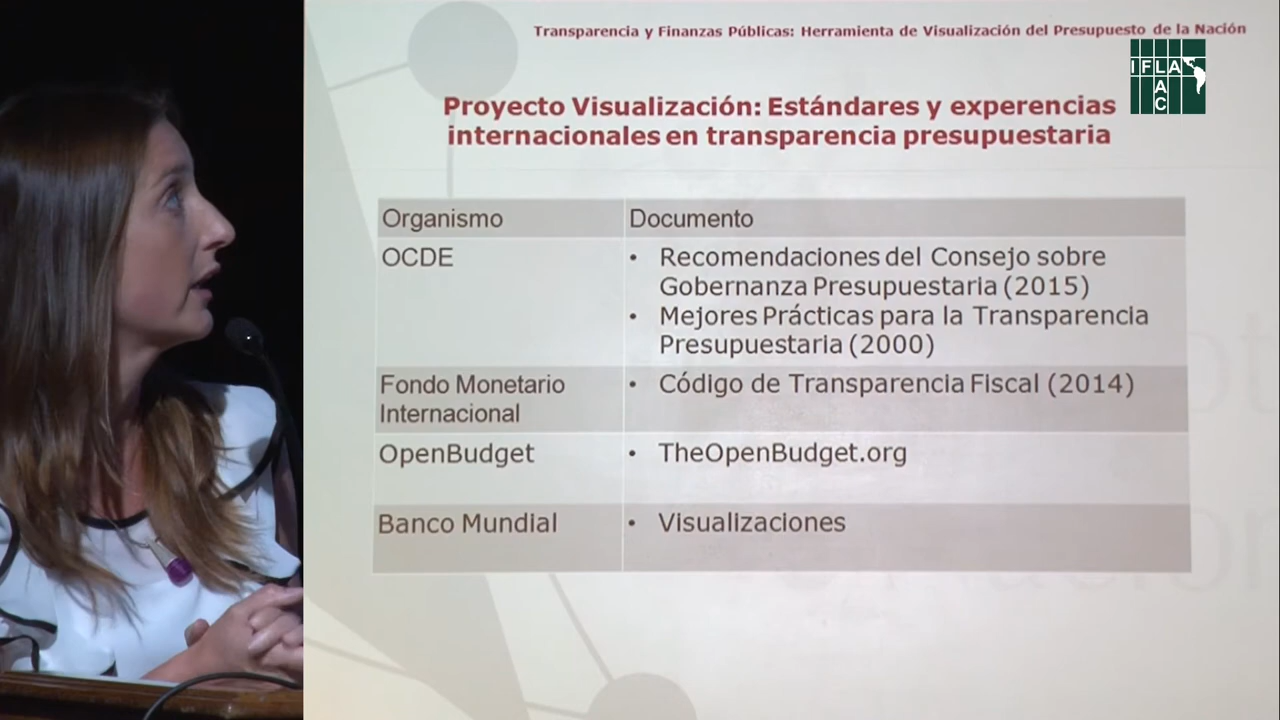 Transparencia y Finanzas Públicas: Herramienta de Visualización del Presupuesto de la Nación
IFLA
LAC
Proyecto Visualización: Estándares y experencias
internacionales en transparencia presupuestaria
Organismo
Documento
OCDE
• Recomendaciones del Consejo sobre
Gobernanza Presupuestaria (2015)
• Mejores Prácticas para la Transparencia
Presupuestaria (2000)
Fondo Monetario
Internacional
• Código de Transparencia Fiscal (2014)
OpenBudget
• TheOpenBudget.org
Banco Mundial
• Visualizaciones